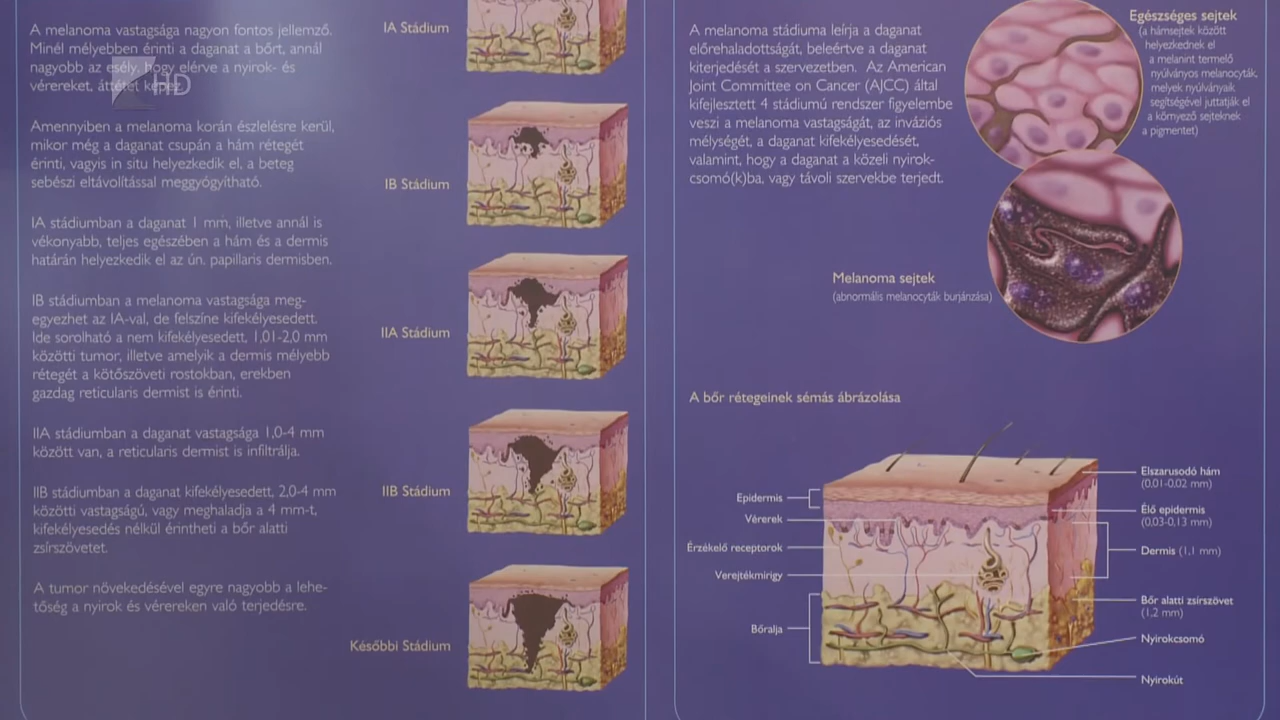 A melanoma vastagsága nagyon fontos jellemző.
Minél mélyebben érinti a daganat a bőrt, annál
nagyobb az esély, hogy elérve a nyirok- és
vérereket, áttétet képez.
HD
Amennyiben a melanoma korán észlelésre kerül,
mikor még a daganat csupán a hám rétegét
érinti, vagyis in situ helyezkedik el, a beteg
sebészi eltávolítással meggyógyítható.
IA stádiumban a daganat 1 mm, illetve annál is
vékonyabb, teljes egészében a hám és a dermis
határán helyezkedik el az ún. papillaris dermisben.
IB stádiumban a melanoma vastagsága meg-
egyezhet az IA-val, de felszíne kifekélyesedett.
Ide sorolható a nem kifekélyesedett, 1,01-2,0 mm
közötti tumor, illetve amelyik a dermis mélyebb
rétegét a kötőszöveti rostokban, erekben
gazdag reticularis dermist is érinti.
IIA stádiumban a daganat vastagsága 1,0-4 mm
között van, a reticularis dermist is infiltrálja.
IIB stádiumban a daganat kifekélyesedett, 2,0-4 mm
közötti vastagságú, vagy meghaladja a 4 mm-t,
kifekélyesedés nélkül érintheti a bőr alatti
zsírszövetet.
A tumor növekedésével egyre nagyobb a lehe-
tőség a nyirok és vérereken való terjedésre.
IA Stádium
IB Stádium
IIA Stádium
IIB Stádium
Későbbi Stádium
A melanoma stádiuma leírja a daganat
előrehaladottságát, beleértve a daganat
kiterjedését a szervezetben. Az American
Joint Committee on Cancer (AJCC) által
kifejlesztett 4 stádiumú rendszer figyelembe
veszi a melanoma vastagságát, az inváziós
mélységét, a daganat kifekélyesedését,
valamint, hogy a daganat a közeli nyirok-
csomó(k)ba, vagy távoli szervekbe terjedt.
Egészséges sejtek
(a hámsejtek között
helyezkednek el
a melanint termelő
nyúlványos melanocyták,
melyek nyúlványaik
segítségével juttatják el
a környező sejteknek
a pigmentet)
Melanoma sejtek
(abnormális melanocyták burjánzása)
A bőr rétegeinek sémás ábrázolása
Epidermis
Vérerek
Érzékelő receptorok
Verejtékmirigy
Bőralja
Elszarusodó hám
(0,01-0,02 mm)
Élő epidermis
(0,03-0,13 mm)
Dermis (1,1 mm)
Bőr alatti zsírszövet
(1,2 mm)
Nyirokcsomó
Nyirokút